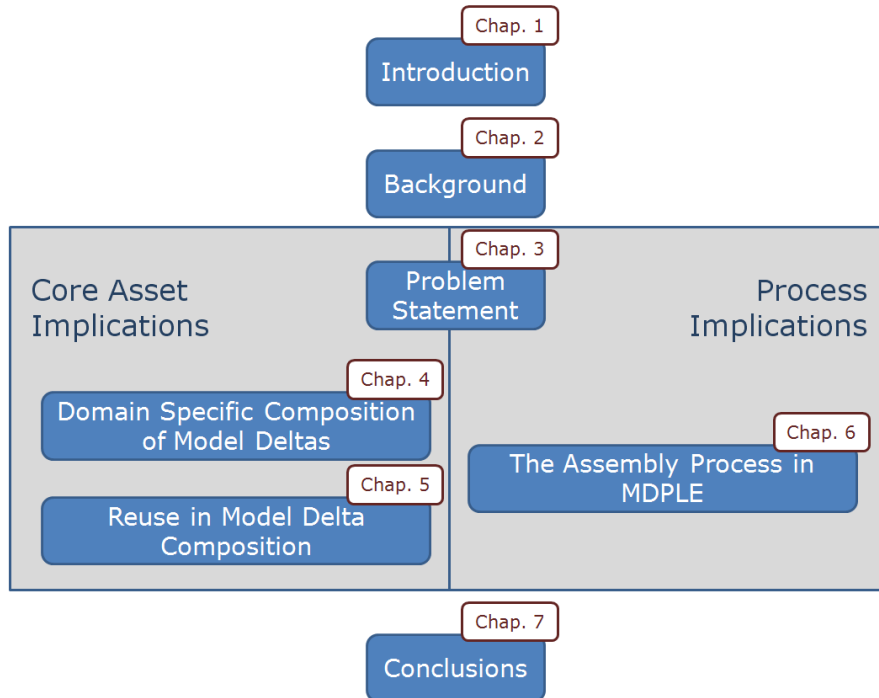 Chap. 1
Introduction
Chap. 2
Background
Chap. 3
Problem
Statement
Core Asset
Implications
Process
Implications
Chap. 4
Domain Specific Composition
of Model Deltas
Chap. 5
Reuse in Model Delta
Composition
Chap. 6
The Assembly Process in
MDPLE
Chap. 7
Conclusions